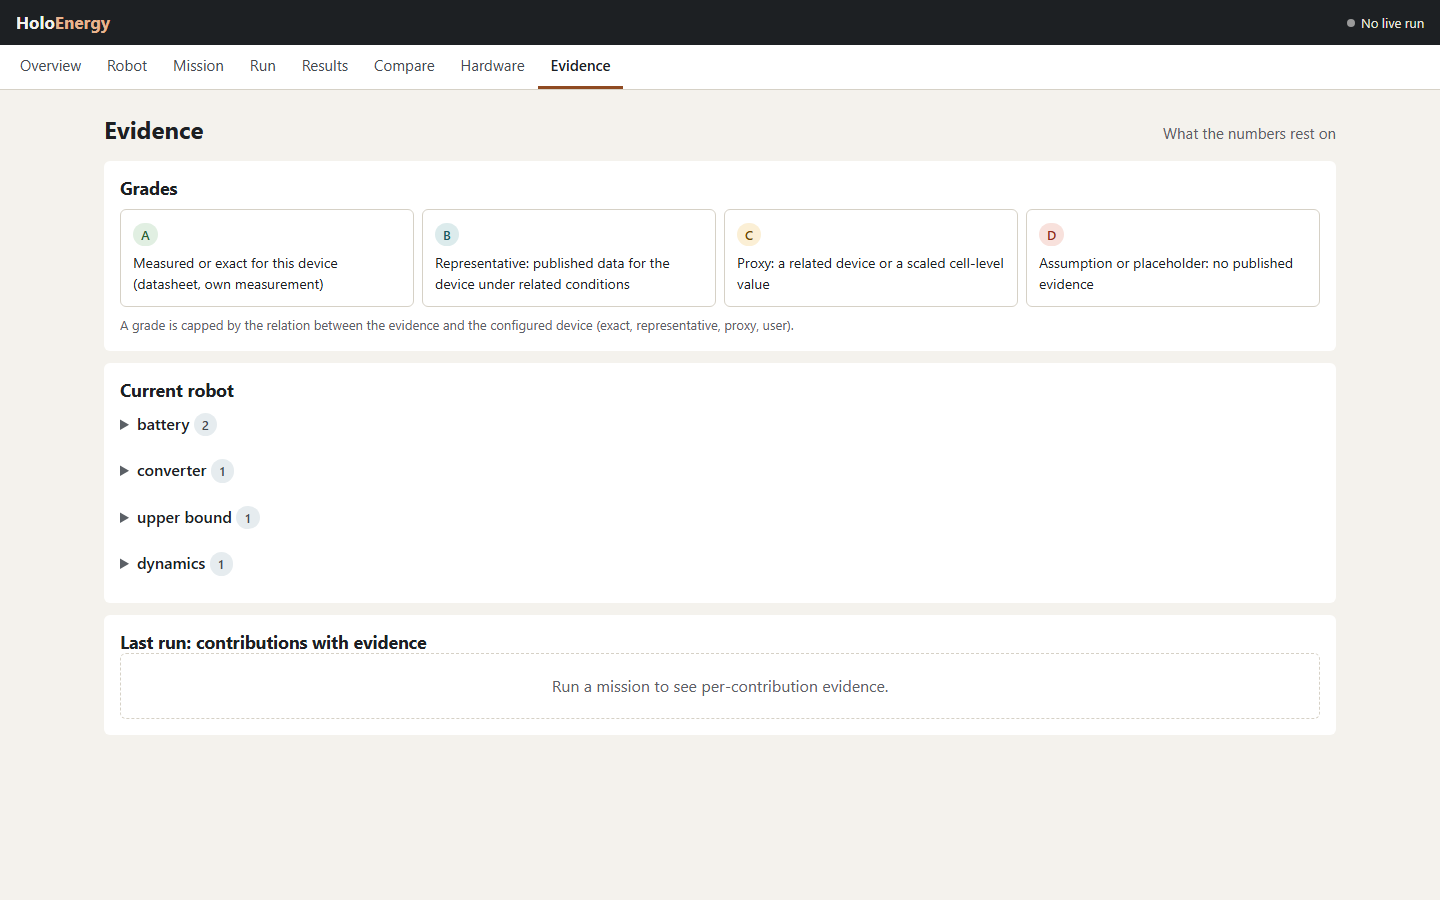 HoloEnergy
No live run
Overview Robot Mission Run Results Compare Hardware Evidence
Evidence
What the numbers rest on
Grades
A
Measured or exact for this device
(datasheet, own measurement)
B
Representative: published data for the
device under related conditions
C
Proxy: a related device or a scaled cell-level
value
D
Assumption or placeholder: no published
evidence
A grade is capped by the relation between the evidence and the configured device (exact, representative, proxy, user).
Current robot
battery 2
converter 1
upper bound 1
dynamics 1
Last run: contributions with evidence
Run a mission to see per-contribution evidence.